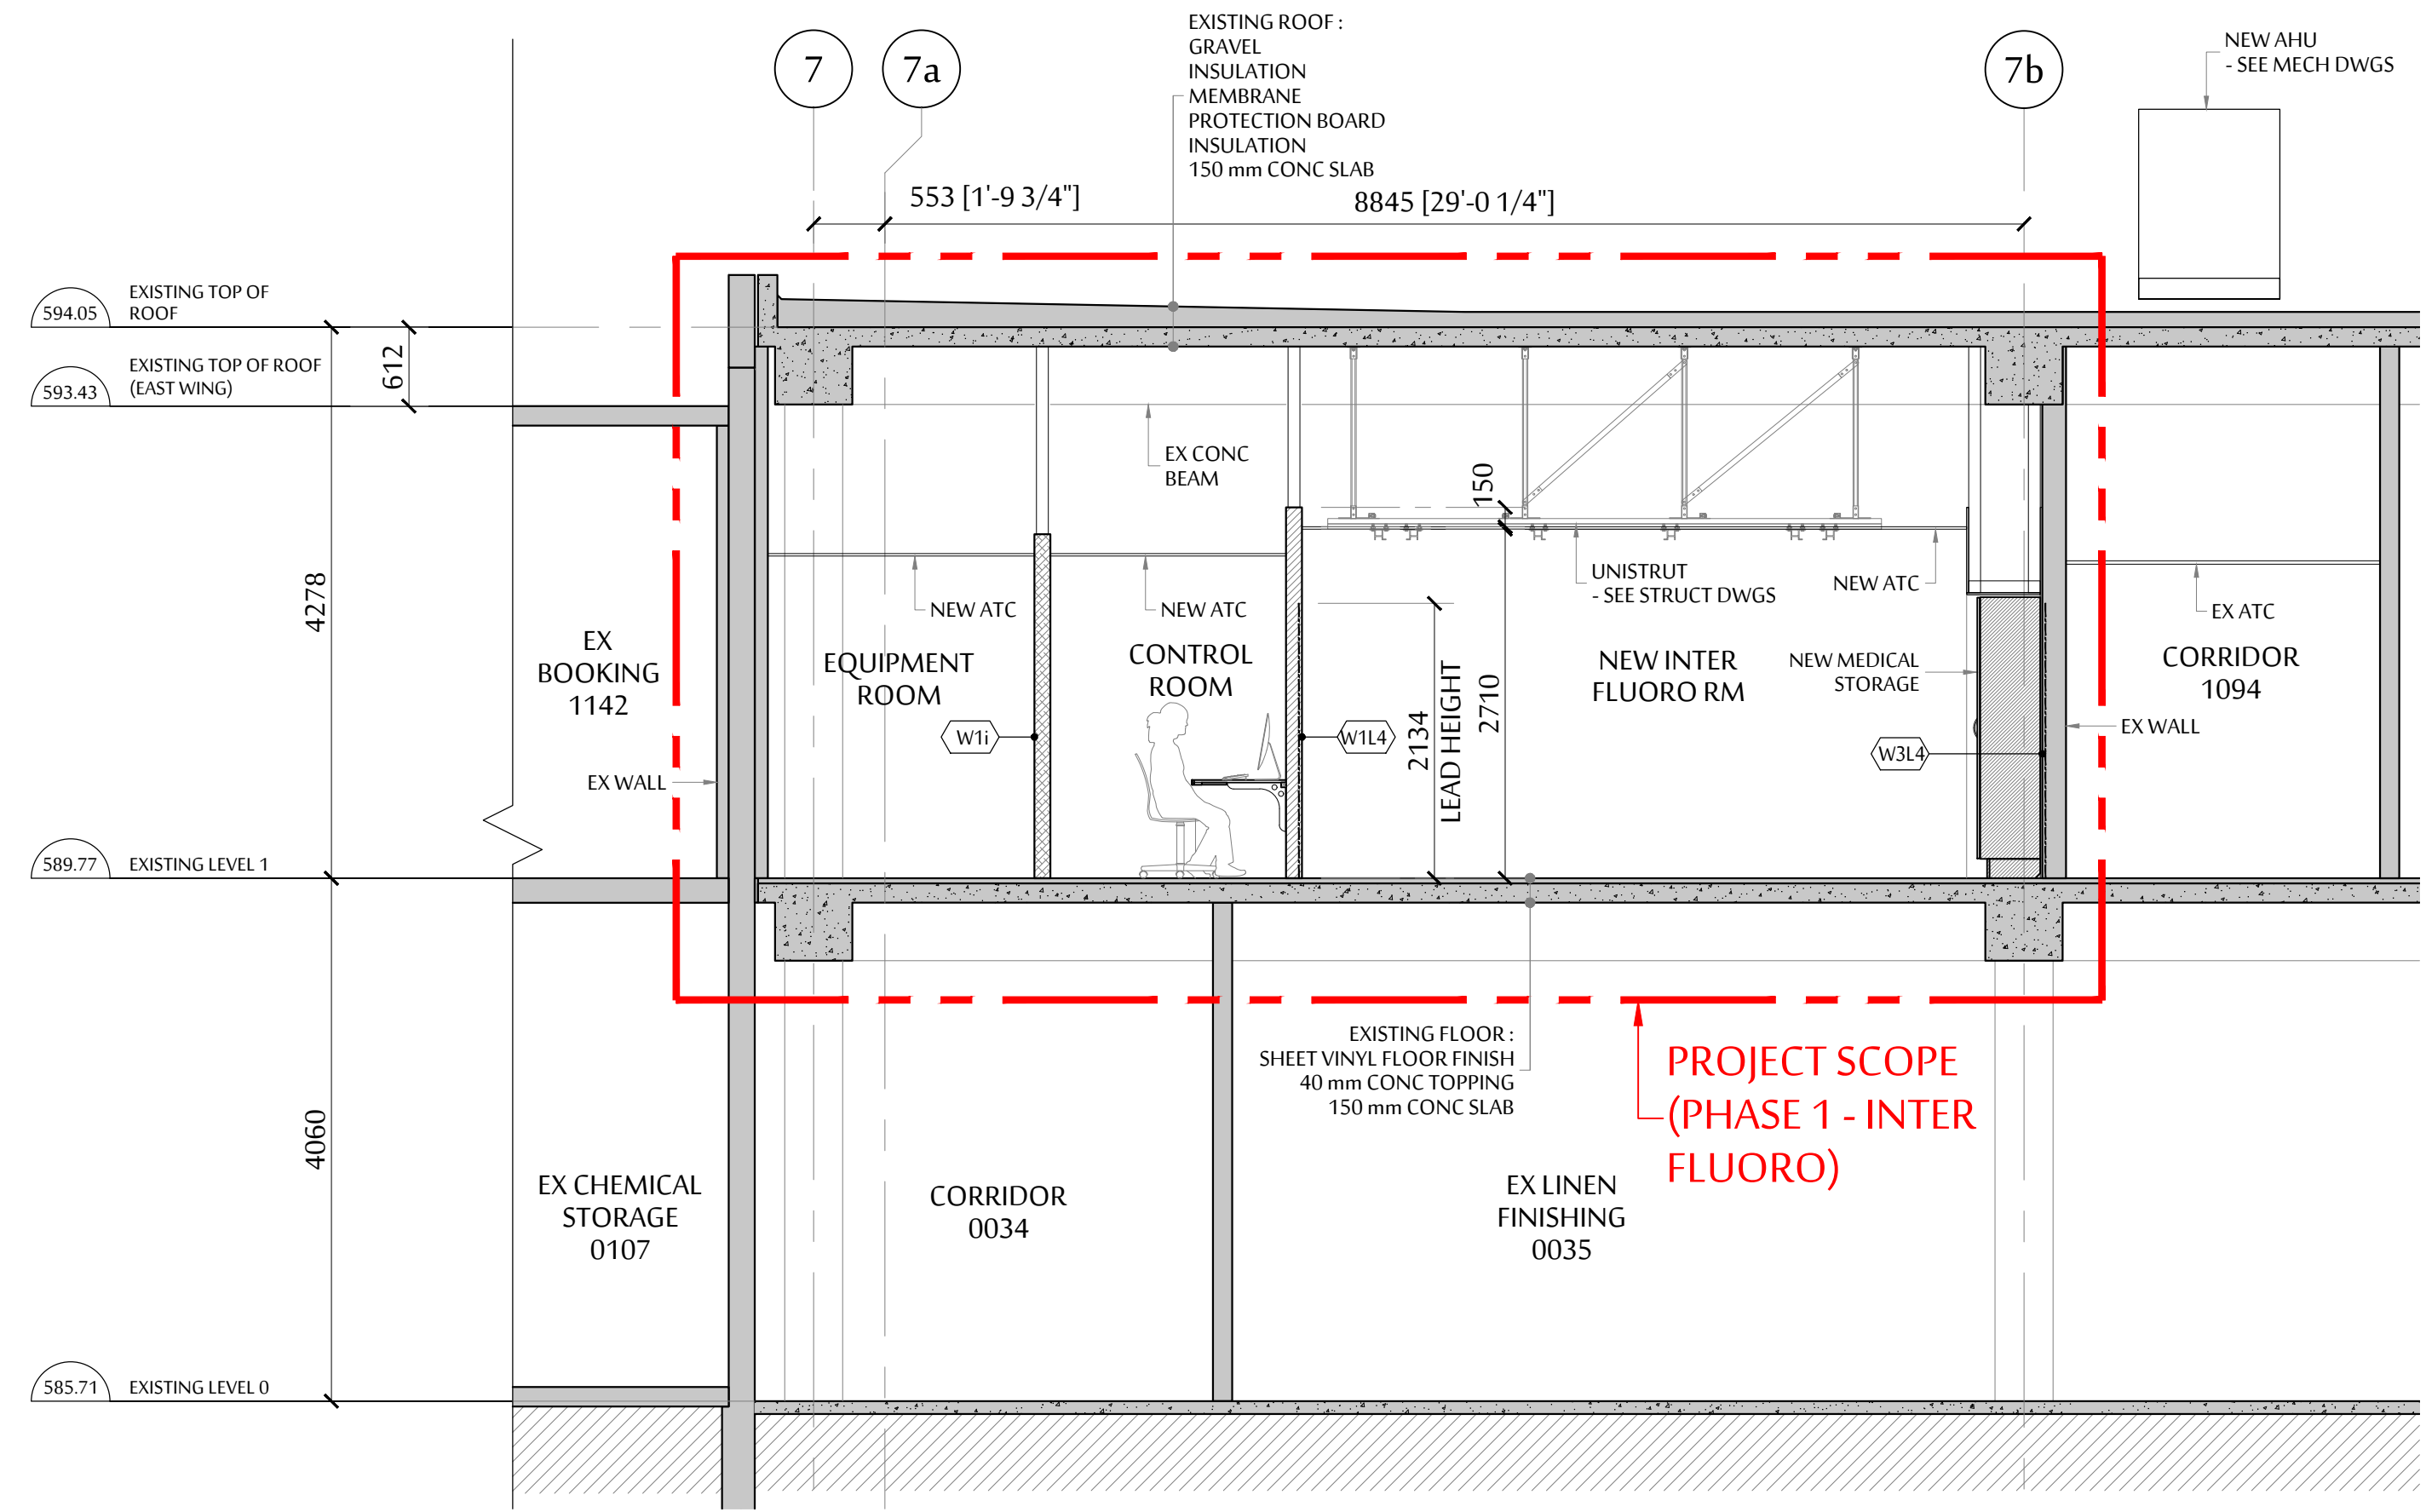 7
7a
7b
EXISTING ROOF :
GRAVEL
INSULATION
MEMBRANE
PROTECTION BOARD
INSULATION
150 mm CONC SLAB
NEW AHU
- SEE MECH DWGS
553 [1'-9 3/4"]
8845 [29'-0 1/4"]
594.05
EXISTING TOP OF
ROOF
593.43
EXISTING TOP OF ROOF
(EAST WING)
612
EX CONC
BEAM
150
UNISTRUT
- SEE STRUCT DWGS
NEW ATC
NEW ATC
NEW ATC
EX ATC
4278
EX
BOOKING
1142
EQUIPMENT
ROOM
CONTROL
ROOM
NEW INTER
FLUORO RM
NEW MEDICAL
STORAGE
CORRIDOR
1094
2134
LEAD HEIGHT
2710
W1i
W1L4
W3L4
EX WALL
EX WALL
589.77
EXISTING LEVEL 1
EXISTING FLOOR :
SHEET VINYL FLOOR FINISH
40 mm CONC TOPPING
150 mm CONC SLAB
PROJECT SCOPE
(PHASE 1 - INTER
FLUORO)
4060
EX CHEMICAL
STORAGE
0107
CORRIDOR
0034
EX LINEN
FINISHING
0035
585.71
EXISTING LEVEL 0